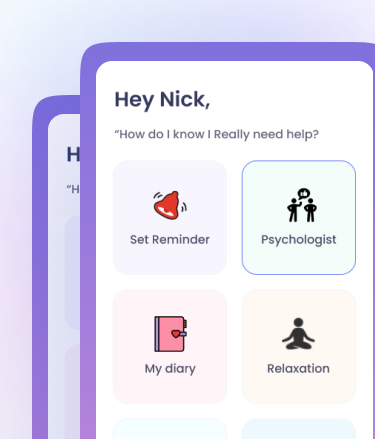 Hey Nick,
“How do I know I Really need help?
Set Reminder
Psychologist
My diary
Relaxation
H
“H